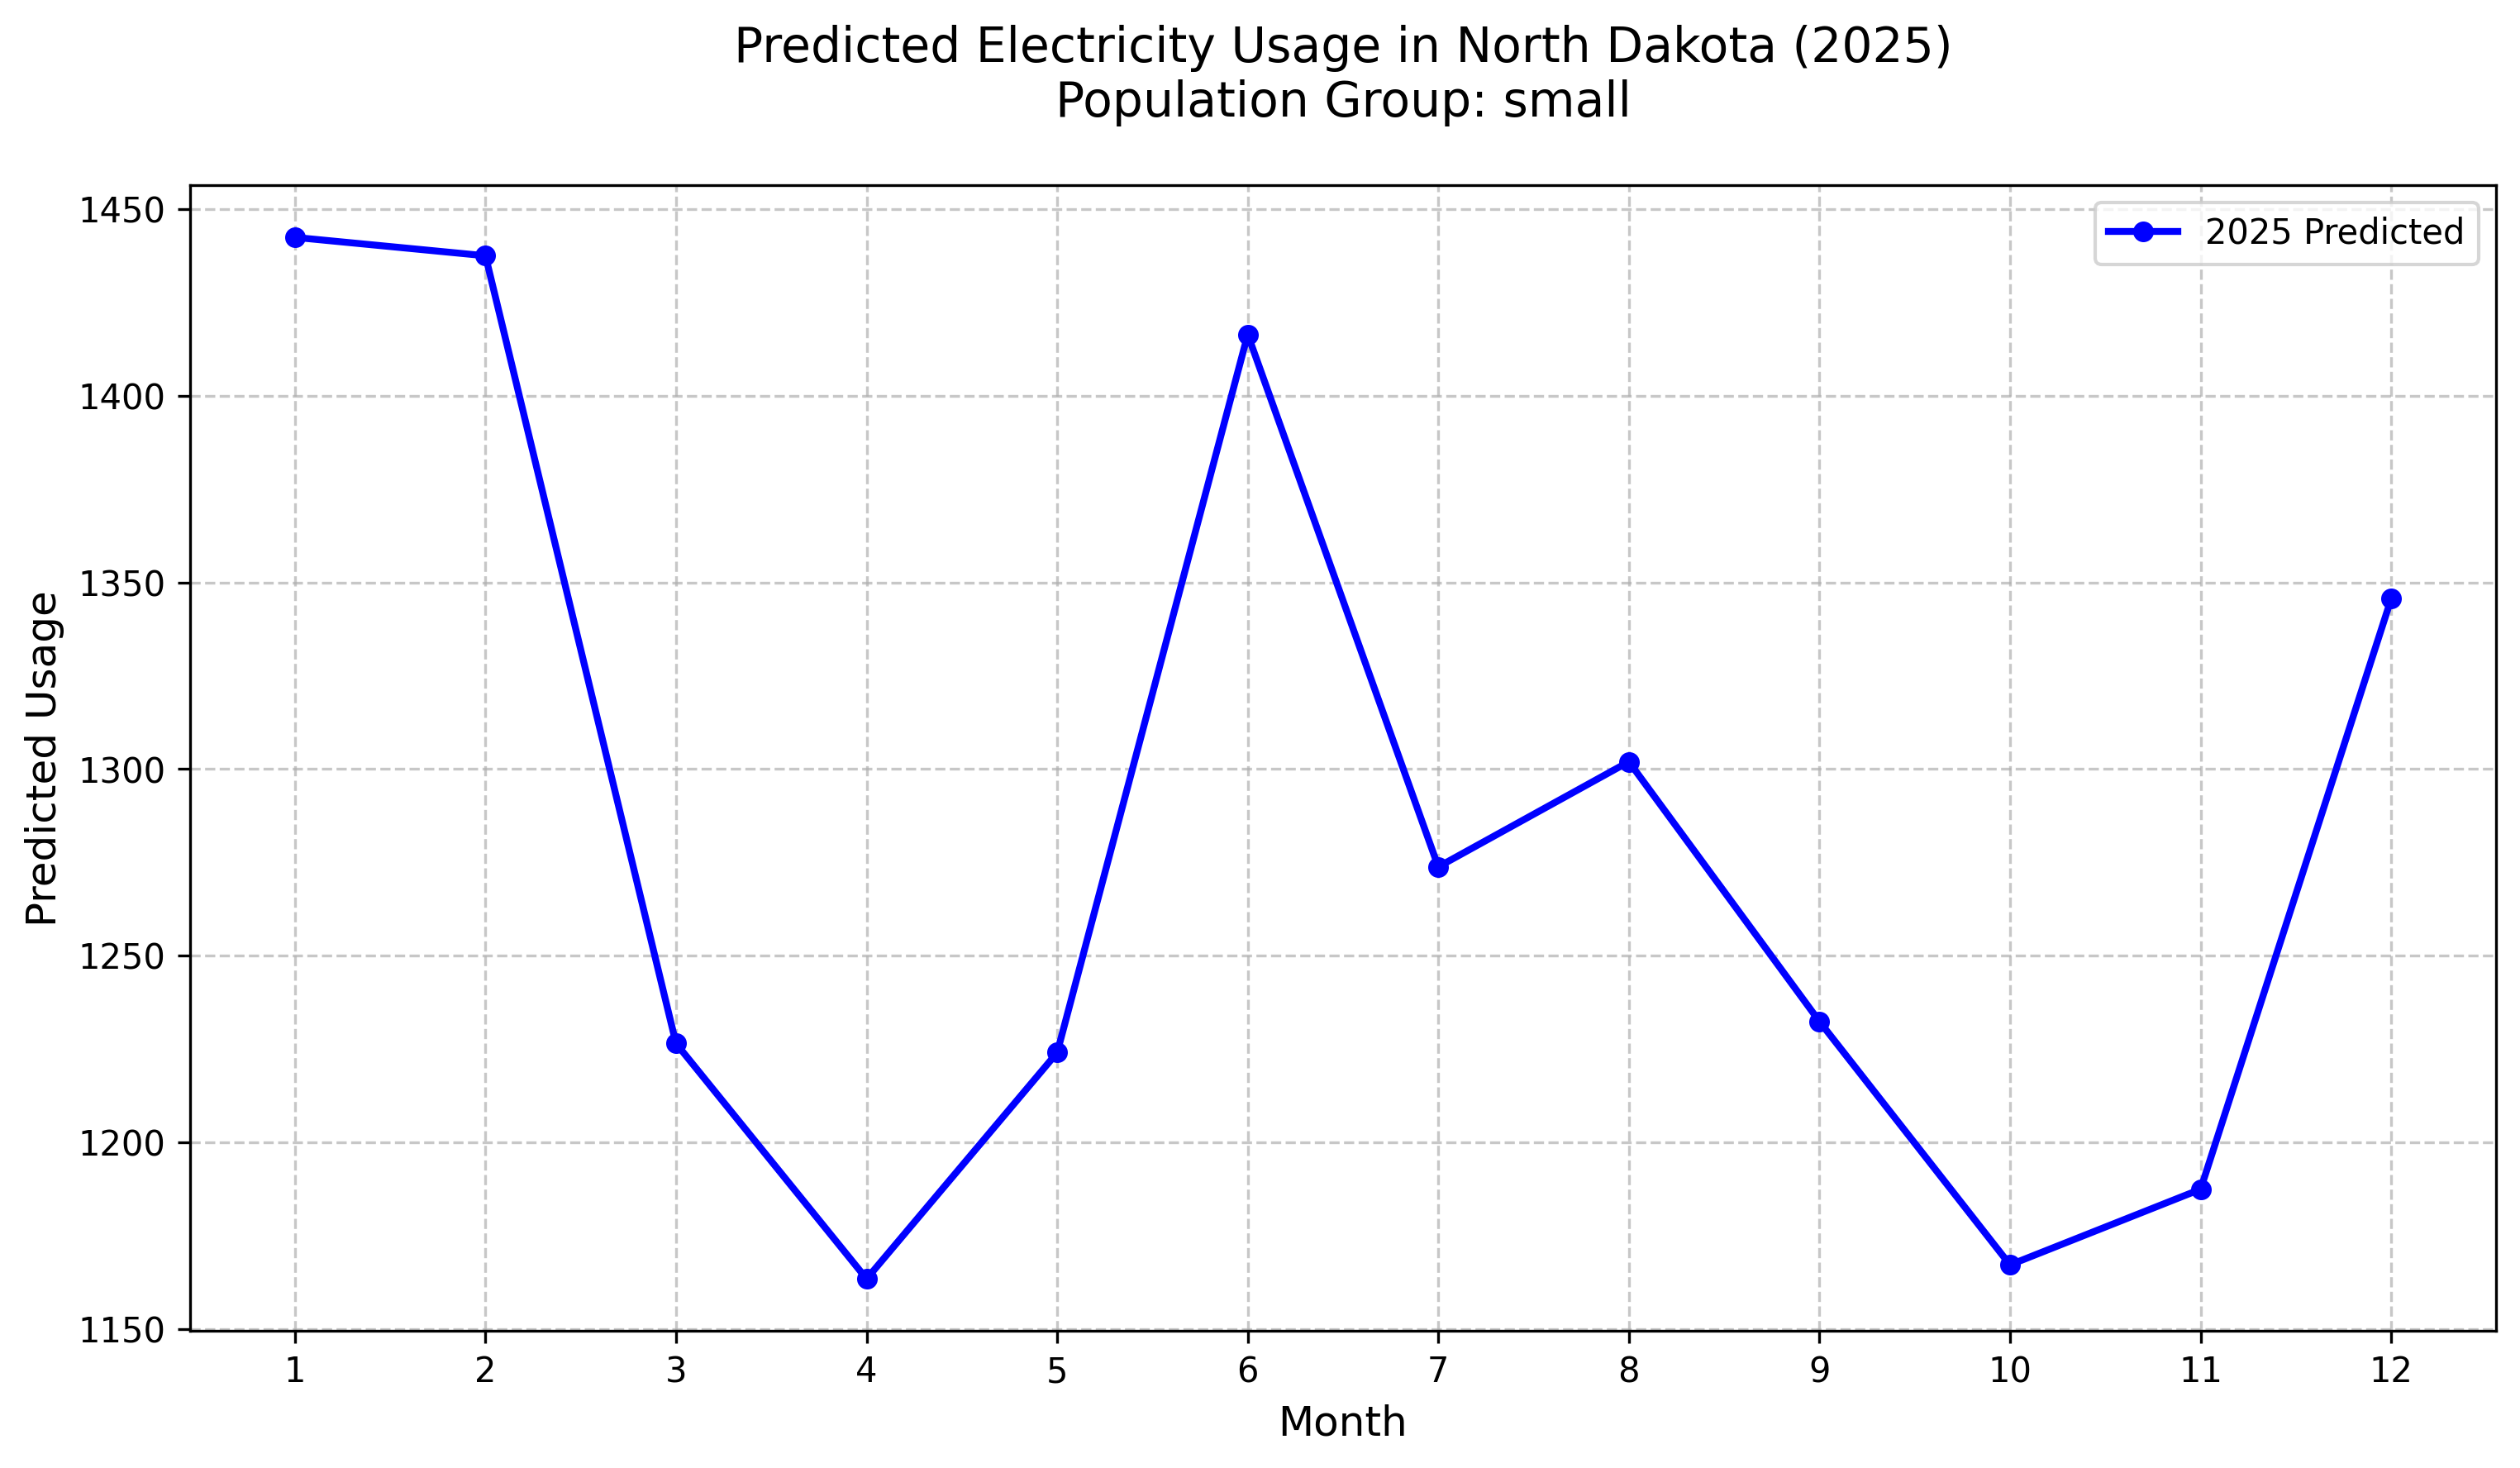 Predicted Electricity Usage in North Dakota (2025)
Population Group: small
2025 Predicted
Predicted Usage
1450
1400
1350
1300
1250
1200
1150
1 2 3 4 5 6 7 8 9 10 11 12
Month